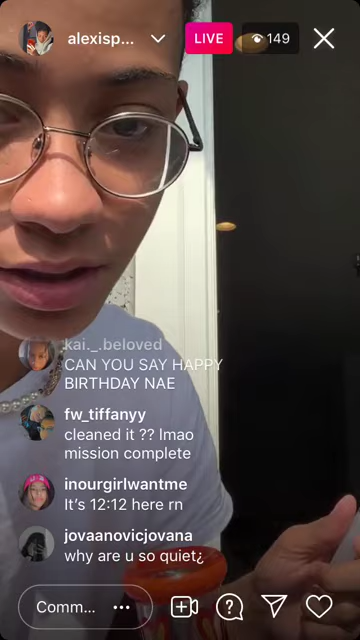 alexisp...
LIVE
149
kai._.beloved
CAN YOU SAY HAPPY
BIRTHDAY NAE
fw_tiffanyy
cleaned it ?? lmao
mission complete
inourgirlwantme
It's 12:12 here rn
jovaanovicjovana
why are u so quiet¿
Comm...